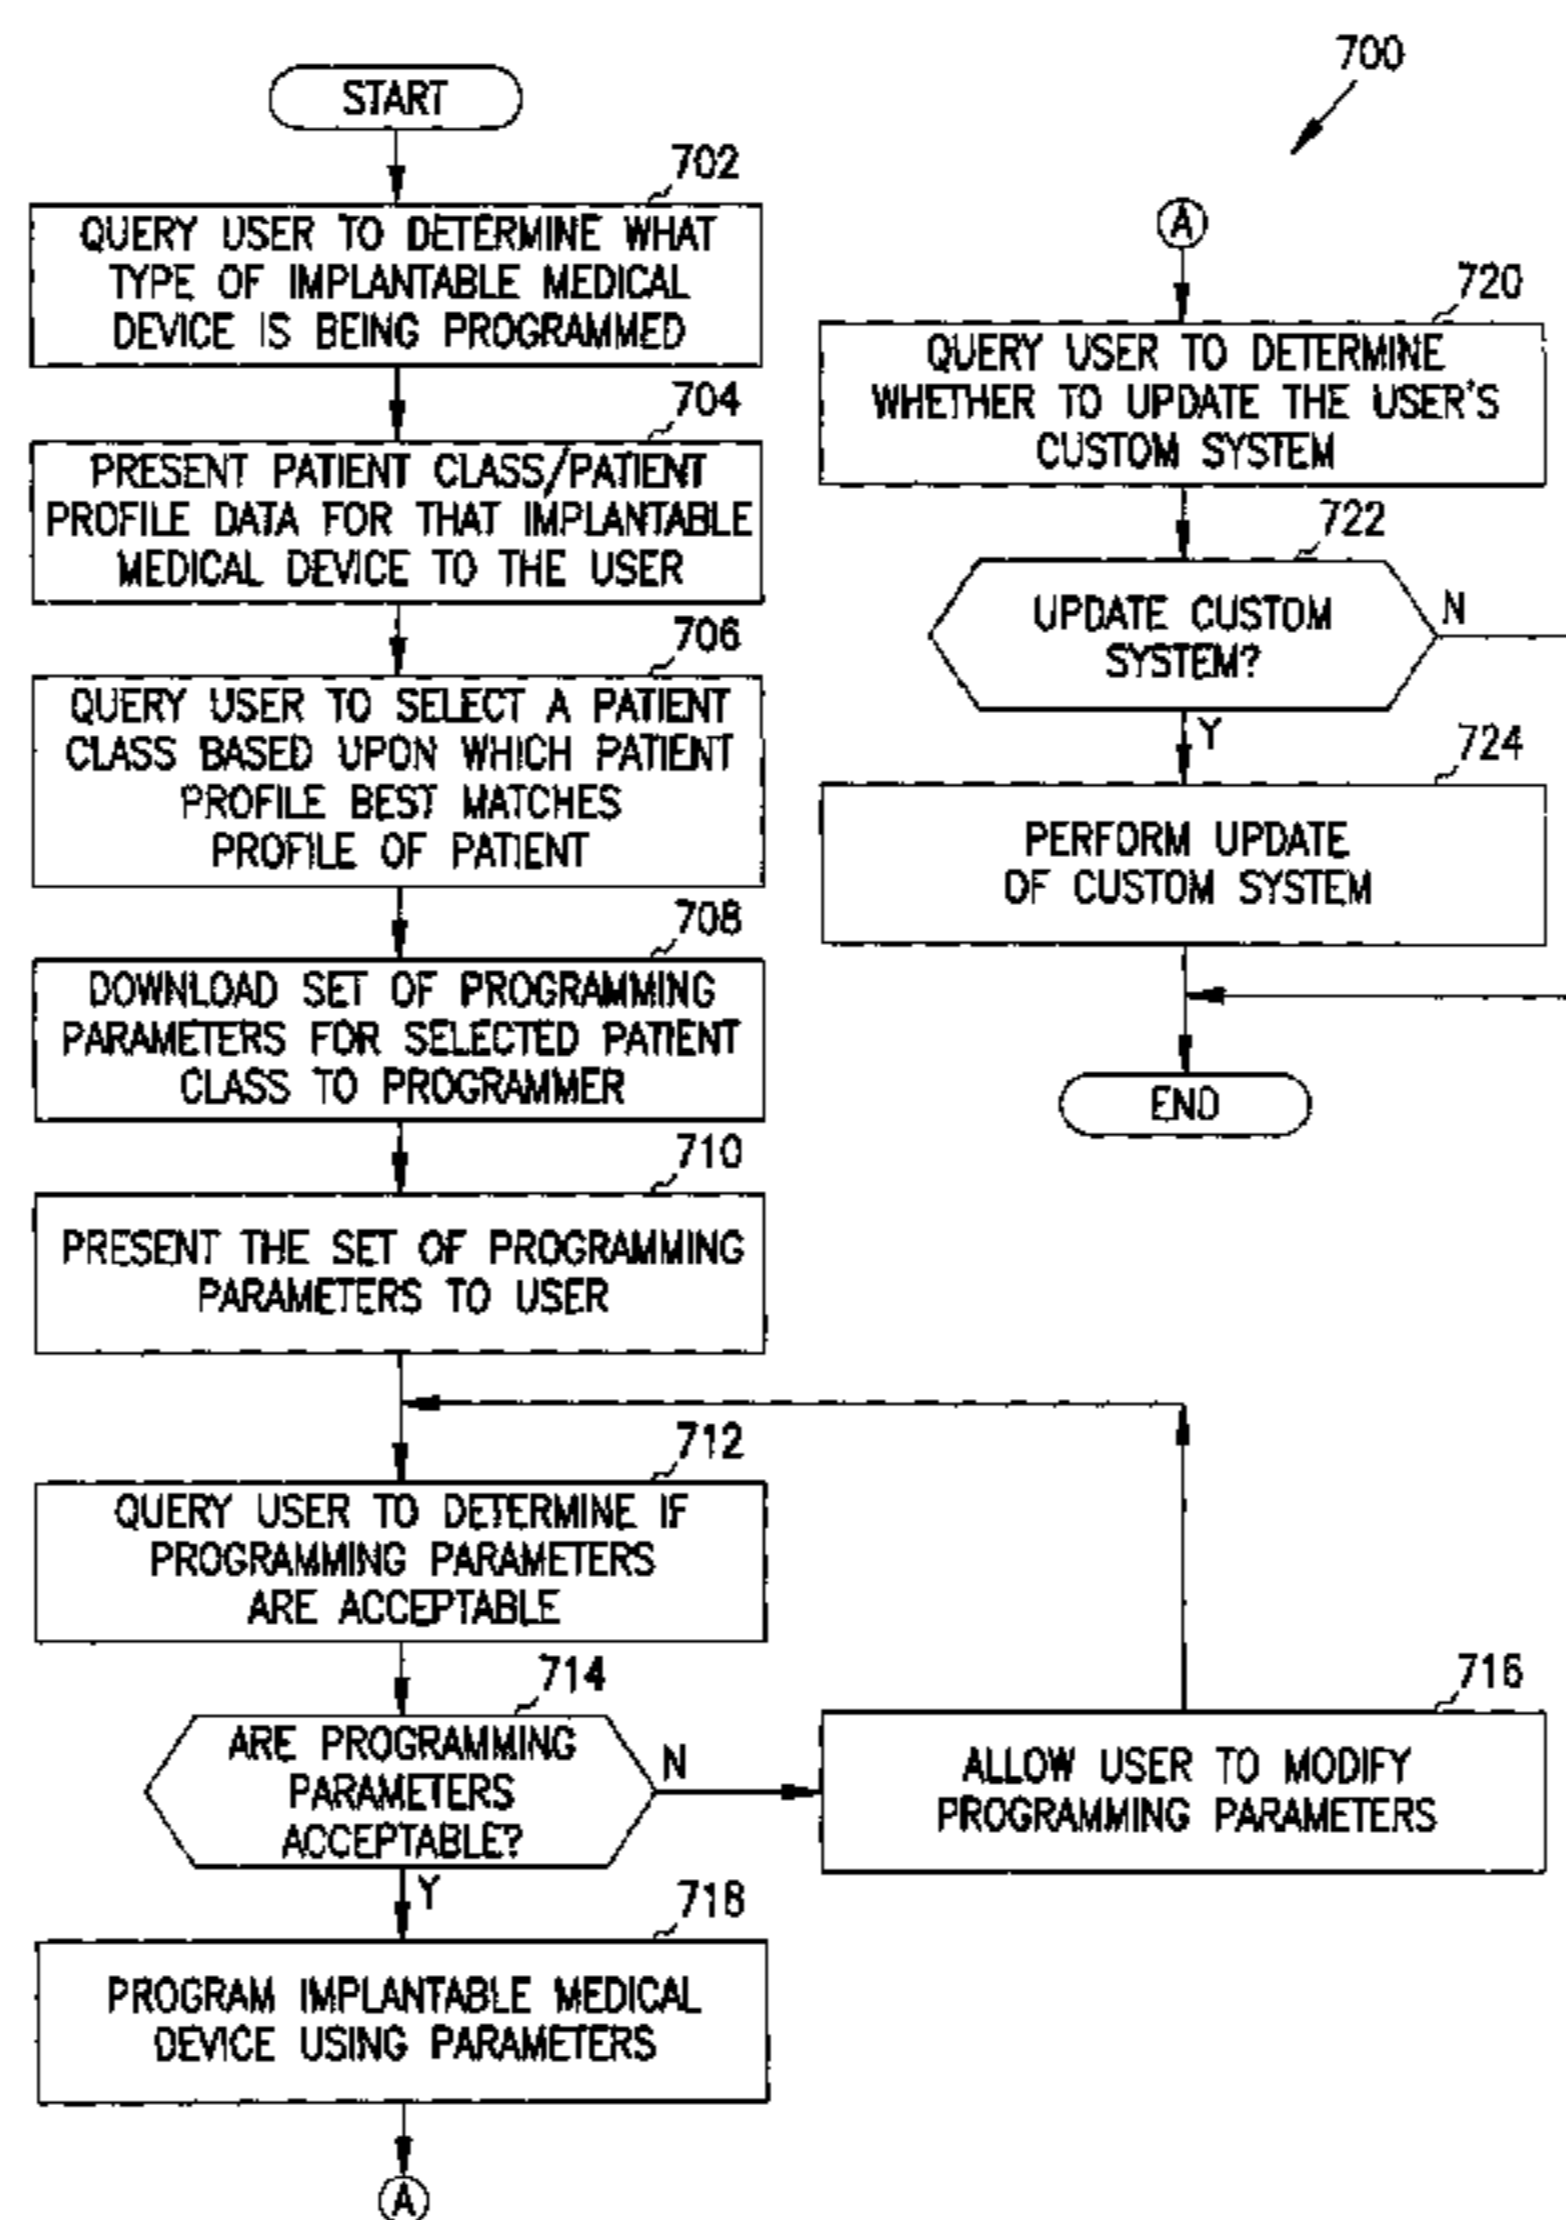 START
702
QUERY USER TO DETERMINE WHAT
TYPE OF IMPLANTABLE MEDICAL
DEVICE IS BEING PROGRAMMED
704
PRESENT PATIENT CLASS/PATIENT
PROFILE DATA FOR THAT IMPLANTABLE
MEDICAL DEVICE TO THE USER
706
QUERY USER TO SELECT A PATIENT
CLASS BASED UPON WHICH PATIENT
PROFILE BEST MATCHES
PROFILE OF PATIENT
708
DOWNLOAD SET OF PROGRAMMING
PARAMETERS FOR SELECTED PATIENT
CLASS TO PROGRAMMER
710
PRESENT THE SET OF PROGRAMMING
PARAMETERS TO USER
712
QUERY USER TO DETERMINE IF
PROGRAMMING PARAMETERS
ARE ACCEPTABLE
714
ARE PROGRAMMING
PARAMETERS
ACCEPTABLE?
N
Y
716
ALLOW USER TO MODIFY
PROGRAMMING PARAMETERS
718
PROGRAM IMPLANTABLE MEDICAL
DEVICE USING PARAMETERS
A
700
A
720
QUERY USER TO DETERMINE
WHETHER TO UPDATE THE USER'S
CUSTOM SYSTEM
722
UPDATE CUSTOM
SYSTEM?
N
Y
724
PERFORM UPDATE
OF CUSTOM SYSTEM
END